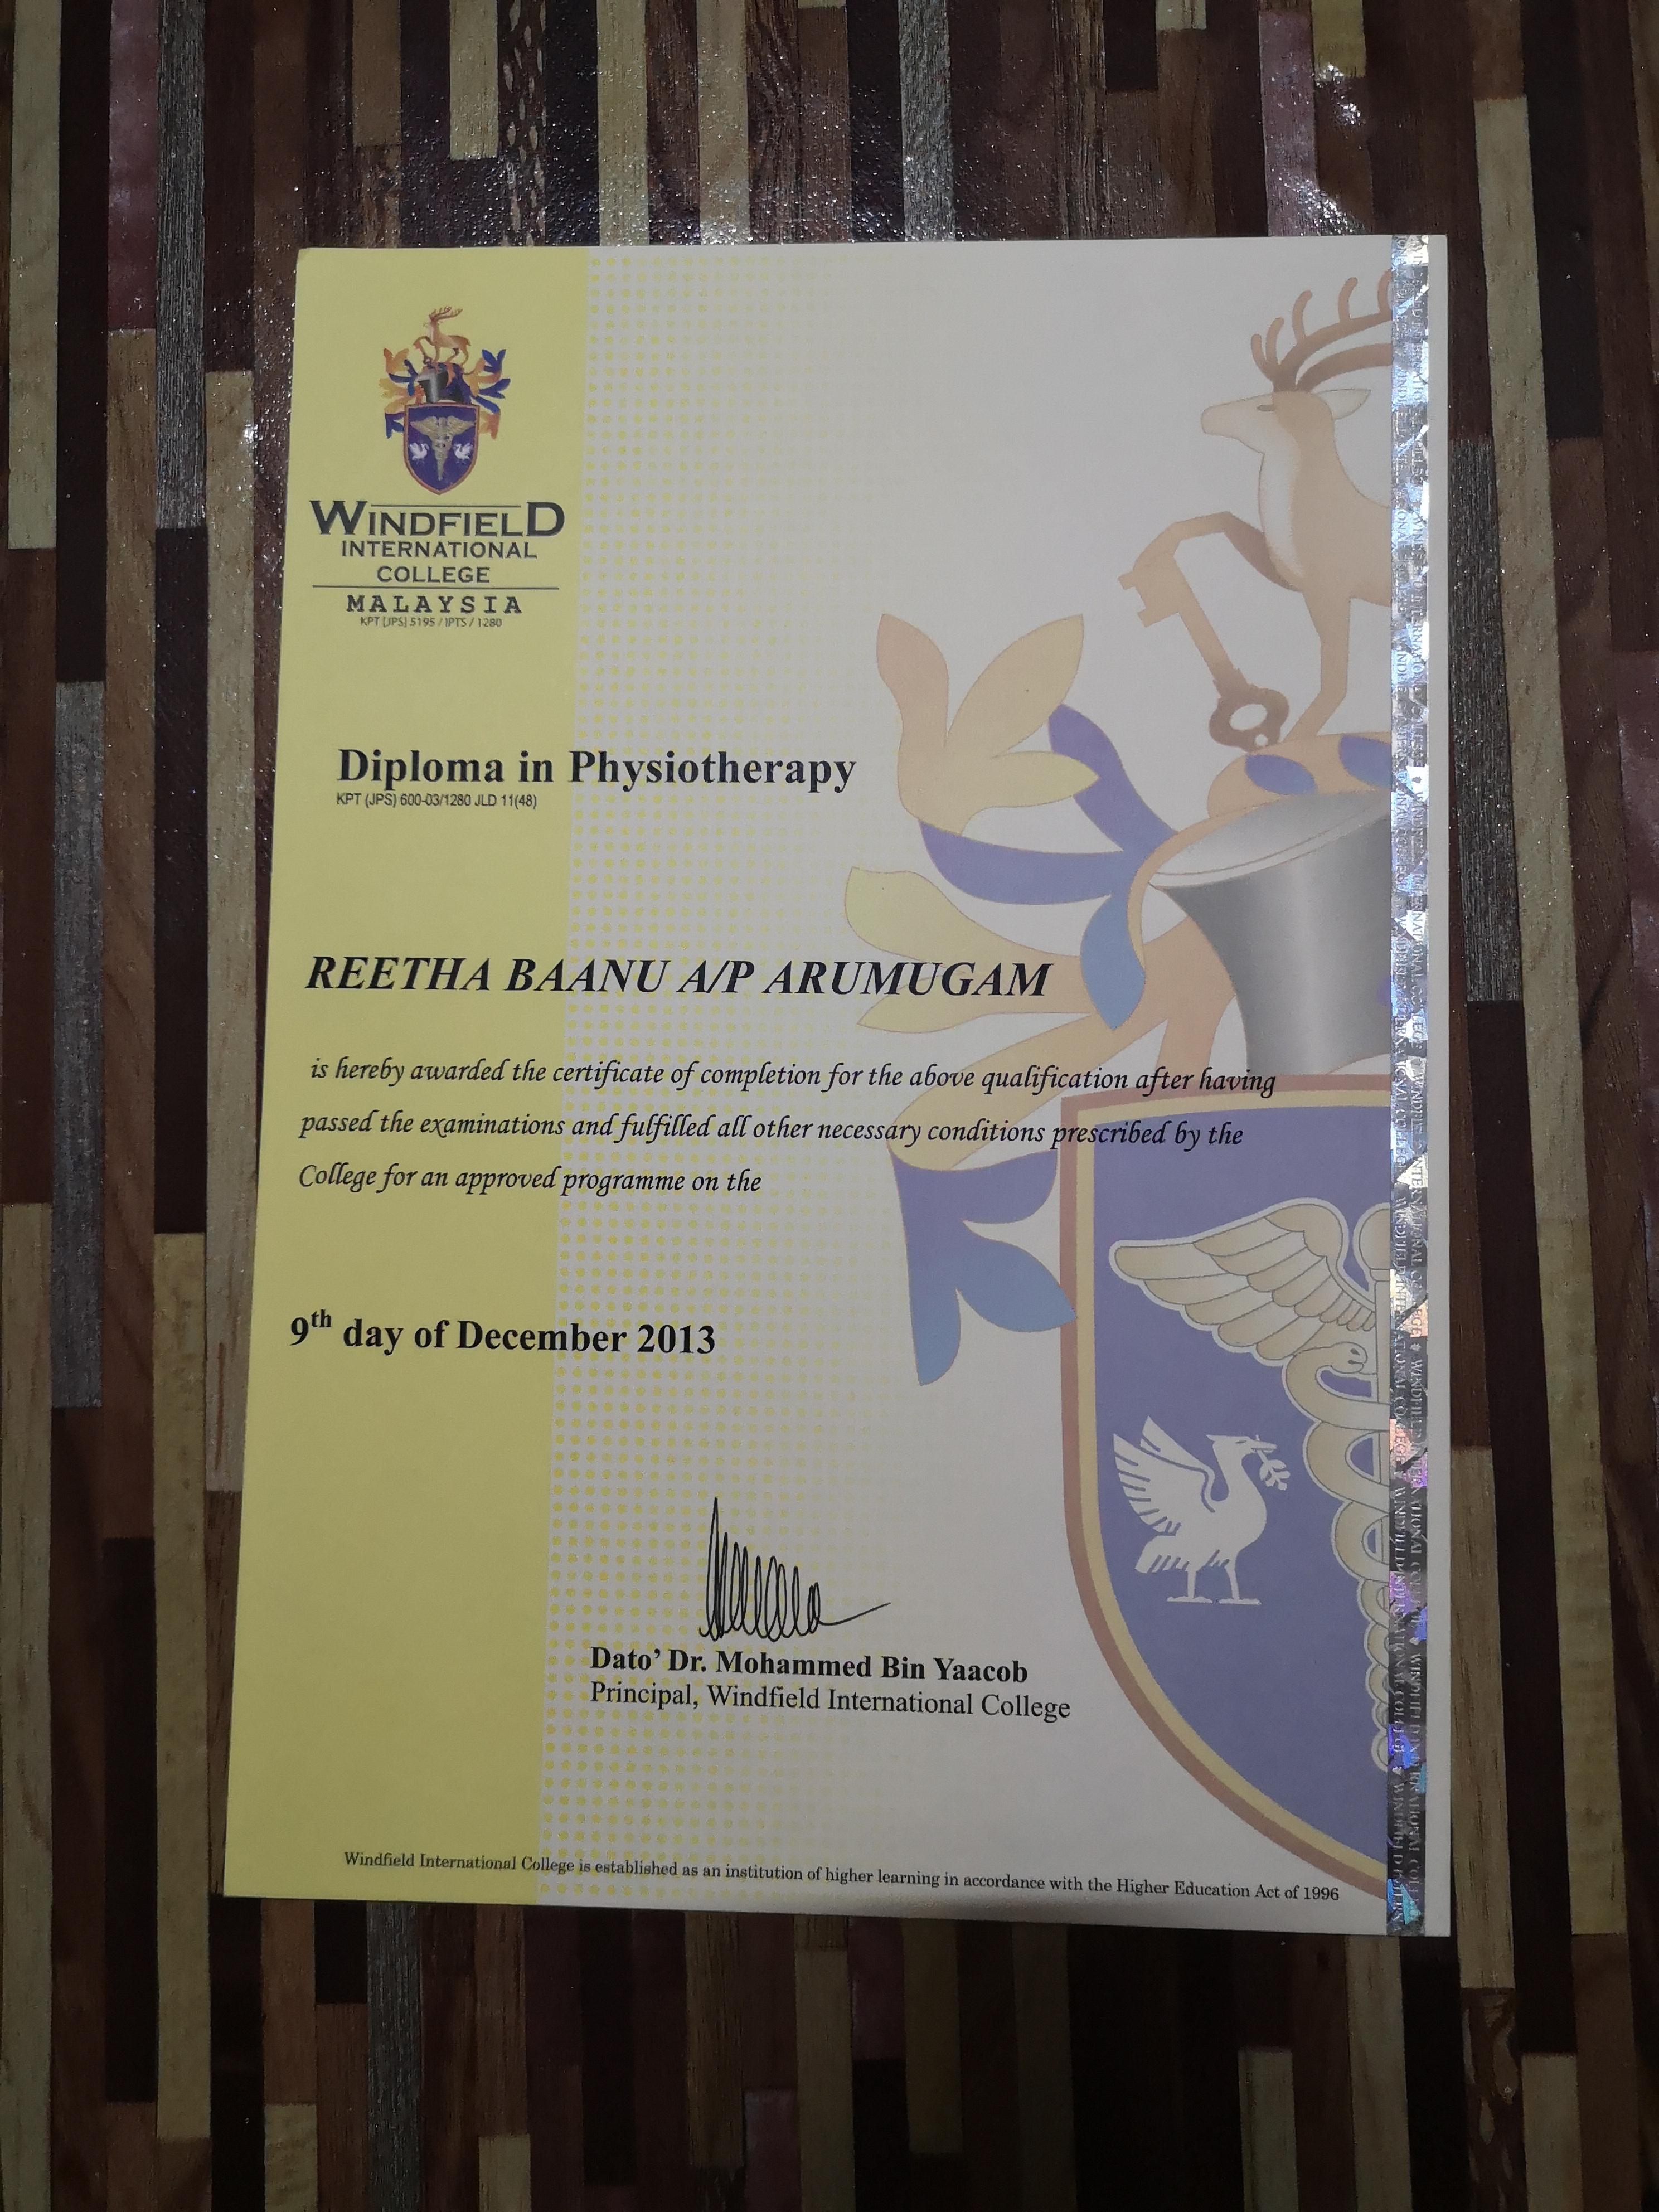 WINDFIELD
INTERNATIONAL
COLLEGE
MALAYSIA
KPT (JPS) 5195 / IPTS / 1280
Diploma in Physiotherapy
KPT (JPS) 600-03/1280 JLD 11(48)
REETHA BAANU A/P ARUMUGAM
is hereby awarded the certificate of completion for the above qualification after having
passed the examinations and fulfilled all other necessary conditions prescribed by the
College for an approved programme on the
9th day of December 2013
Dato' Dr. Mohammed Bin Yaacob
Principal, Windfield International College
Windfield International College is established as an institution of higher learning in accordance with the Higher Education Act of 1996